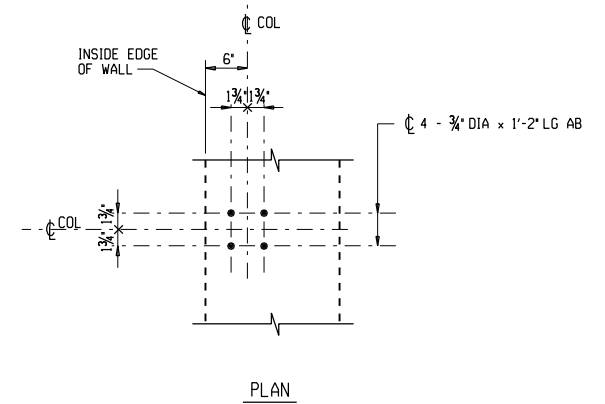 ℄ COL
INSIDE EDGE
OF WALL
6"
1¾" 1¾"
℄ 4 - ¾" DIA x 1'-2" LG AB
℄ COL
1¾" 1¾"
PLAN